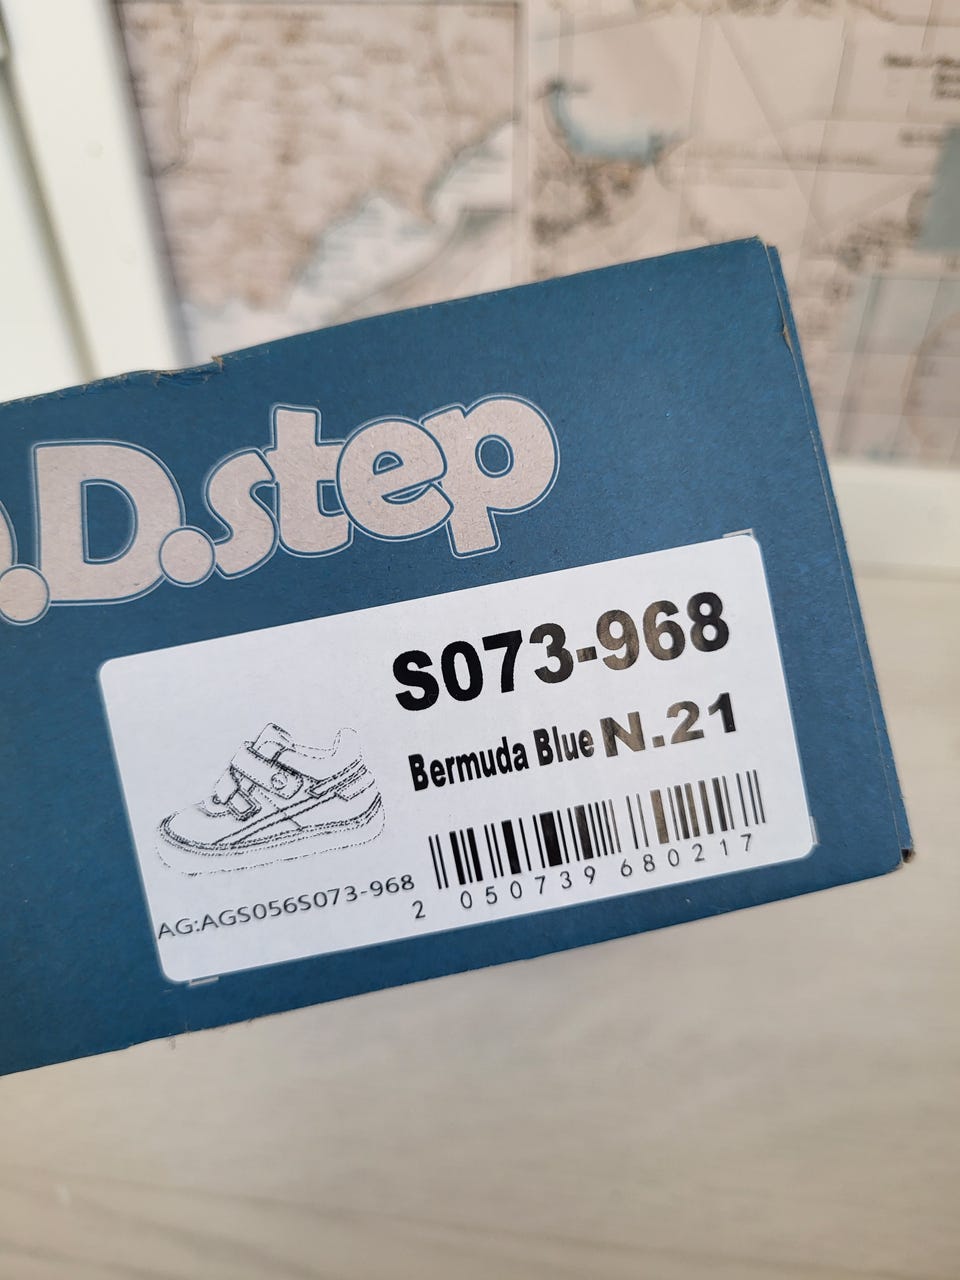 .D.step
S073-968
Bermuda Blue N.21
AG:AGS056S073-968
2 050739 680217